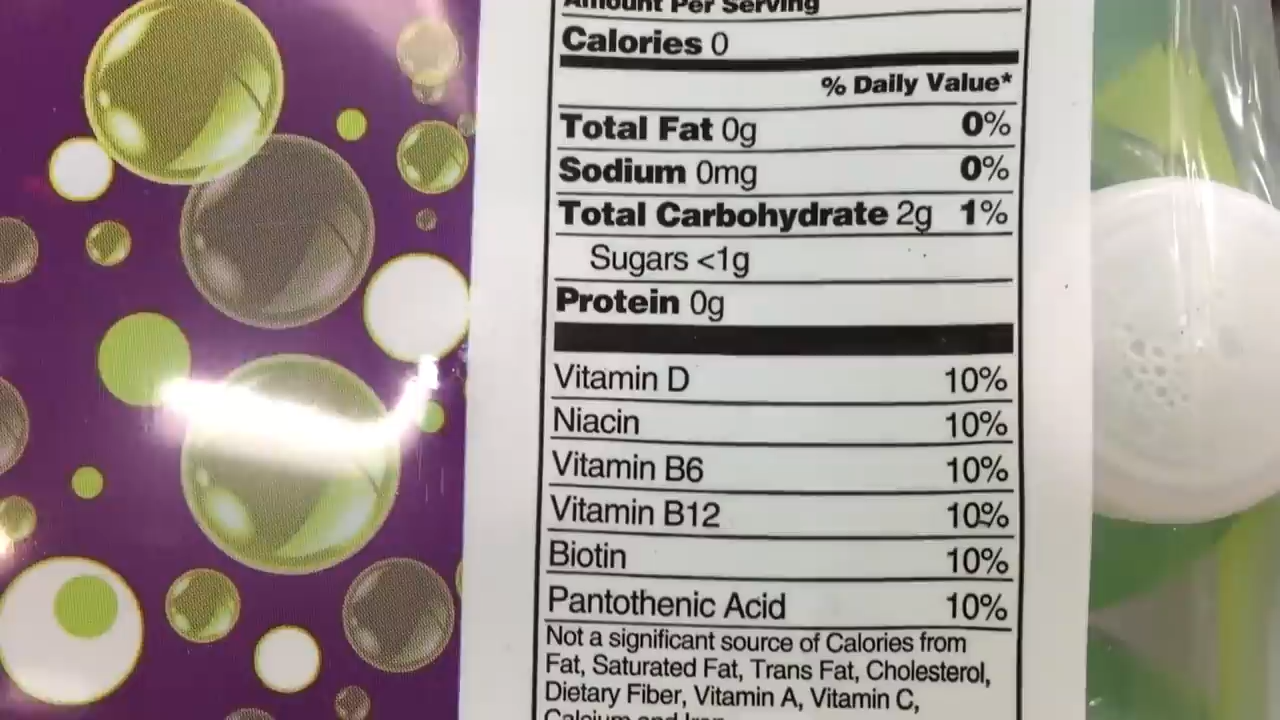 Amount Per Serving
Calories 0
% Daily Value*
Total Fat 0g 0%
Sodium 0mg 0%
Total Carbohydrate 2g 1%
Sugars <1g
Protein 0g
Vitamin D 10%
Niacin 10%
Vitamin B6 10%
Vitamin B12 10%
Biotin 10%
Pantothenic Acid 10%
Not a significant source of Calories from
Fat, Saturated Fat, Trans Fat, Cholesterol,
Dietary Fiber, Vitamin A, Vitamin C,
Calcium and Iron